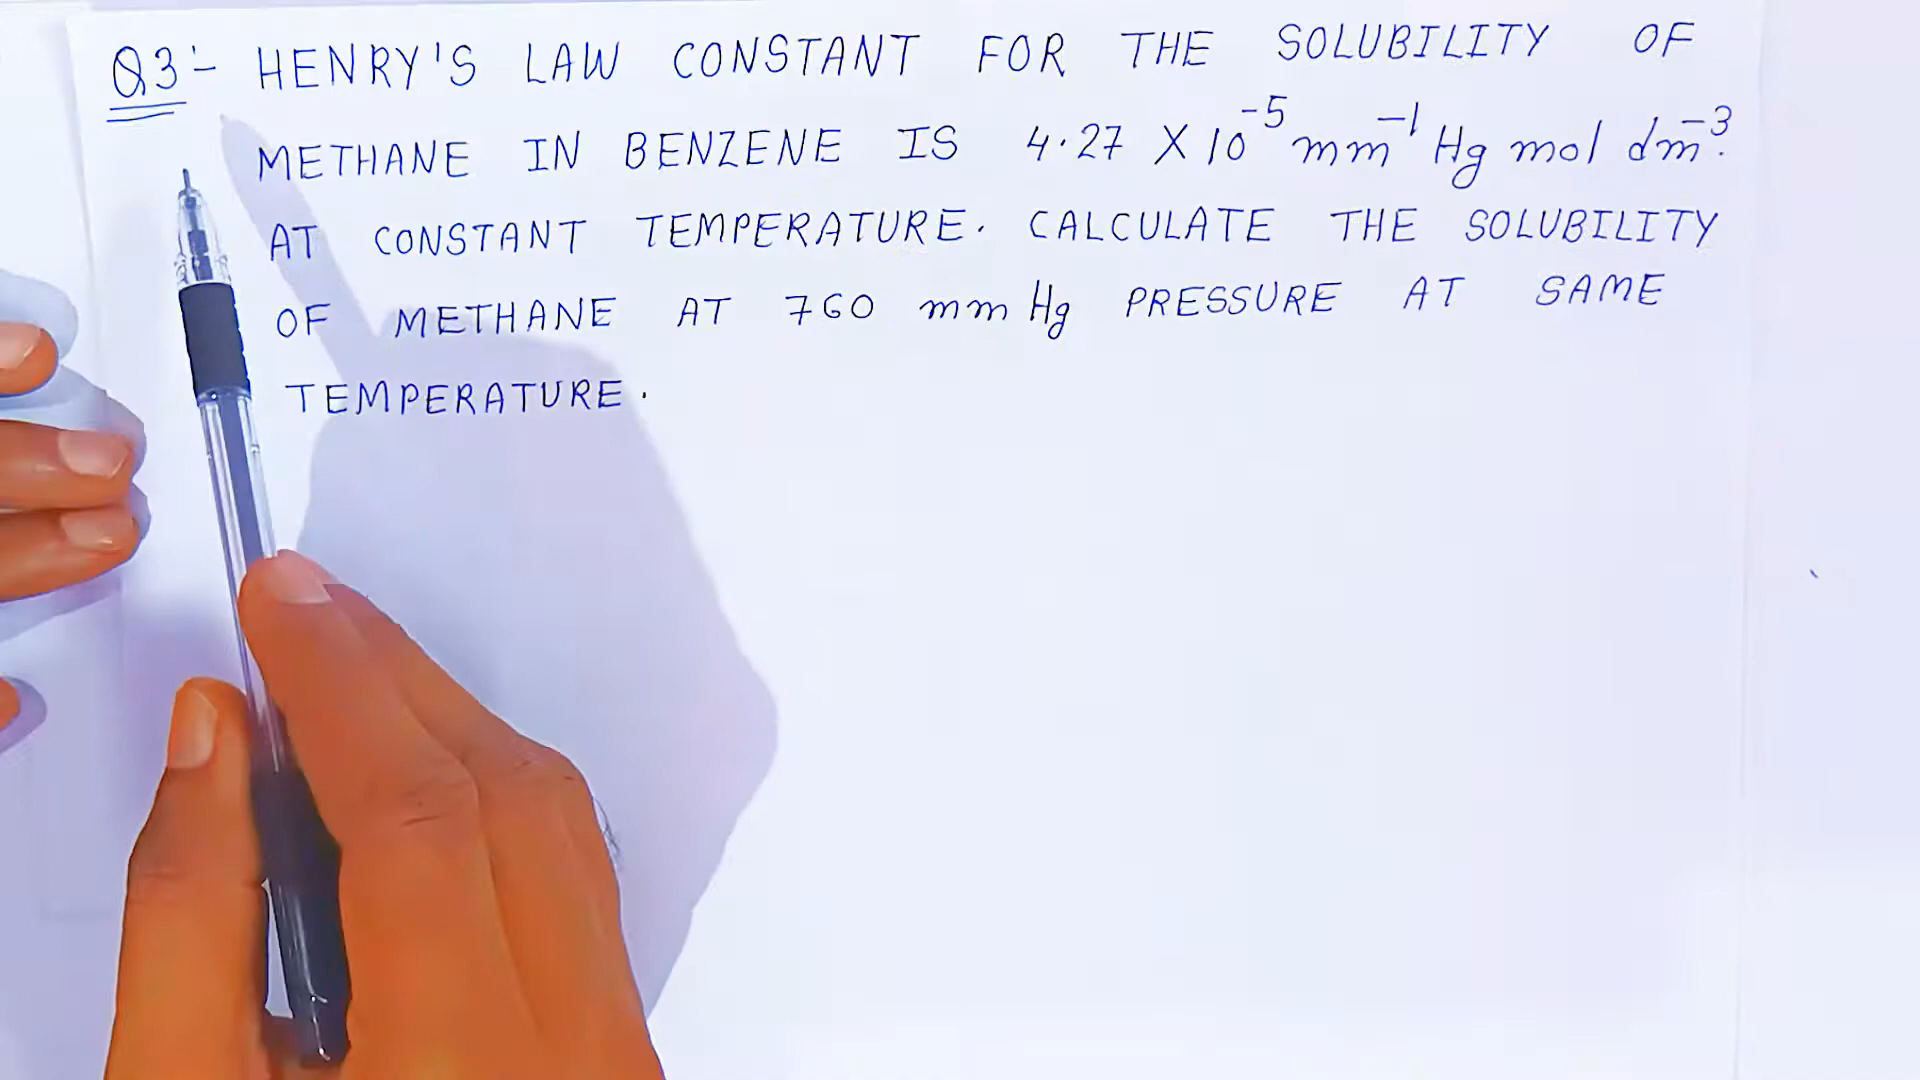 Q3:- HENRY'S LAW CONSTANT FOR THE SOLUBILITY OF
METHANE IN BENZENE IS 4.27 X 10⁻⁵ mm⁻¹ Hg mol dm⁻³.
AT CONSTANT TEMPERATURE. CALCULATE THE SOLUBILITY
OF METHANE AT 760 mm Hg PRESSURE AT SAME
TEMPERATURE.